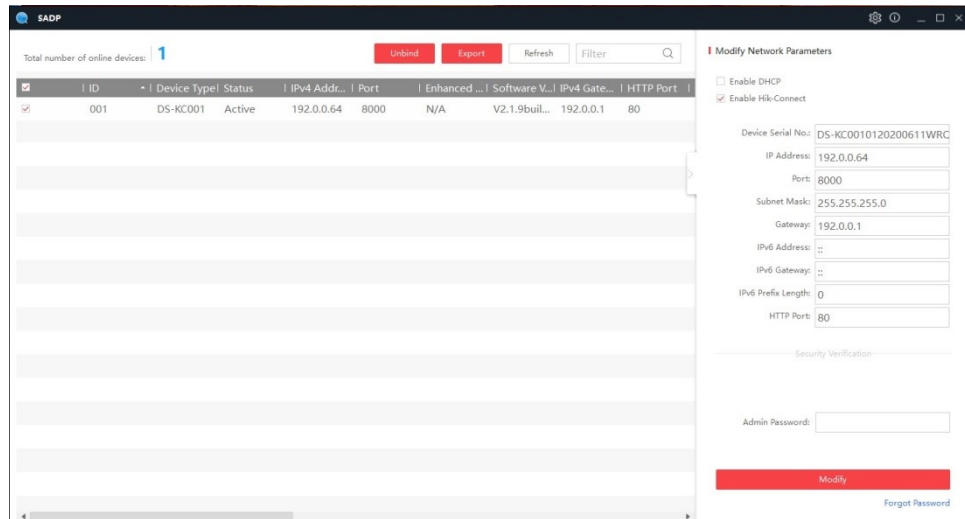 SADP
Total number of online devices: 1
Unbind
Export
Refresh
Filter
ID
Device Type
Status
IPv4 Addr...
Port
Enhanced ...
Software V...
IPv4 Gate...
HTTP Port
001
DS-KC001
Active
192.0.0.64
8000
N/A
V2.1.9buil...
192.0.0.1
80
Modify Network Parameters
Enable DHCP
Enable Hik-Connect
Device Serial No.: DS-KC0010120200611WRC
IP Address: 192.0.0.64
Port: 8000
Subnet Mask: 255.255.255.0
Gateway: 192.0.0.1
IPv6 Address: ::
IPv6 Gateway: ::
IPv6 Prefix Length: 0
HTTP Port: 80
Security Verification
Admin Password:
Modify
Forgot Password